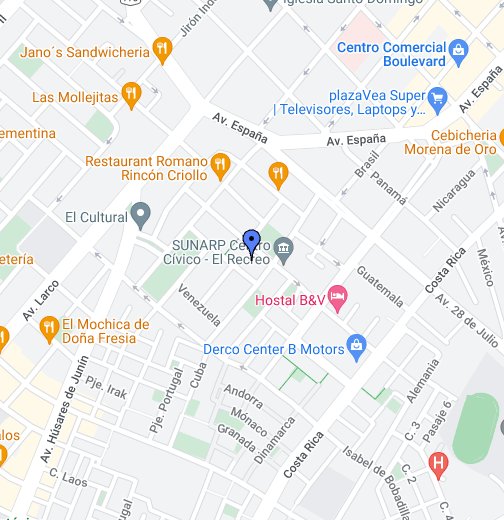 Iglesia Santo Domingo
Jirón Ind
Jano´s Sandwicheria
Centro Comercial
Boulevard
Las Mollejitas
plazaVea Super
| Televisores, Laptops y...
Av. España
Av. España
Av. España
ementina
Cebicheria
Morena de Oro
Restaurant Romano
Rincón Criollo
Brasil
Panamá
Nicaragua
El Cultural
SUNARP Centro
Cívico - El Recreo
etería
Costa Rica
México
Guatemala
Av. Larco
Venezuela
Hostal B&V
Av. 28 de Julio
El Mochica de
Doña Fresia
Derco Center B Motors
Av. Húsares de Junín
Pje. Irak
Pje. Portugal
Cuba
Andorra
Mónaco
Granada
Dinamarca
Alemania
Pasaje 6
C. 3
Costa Rica
Isabel de Bobadilla
C. 2
H
C. Laos
alos
C. A